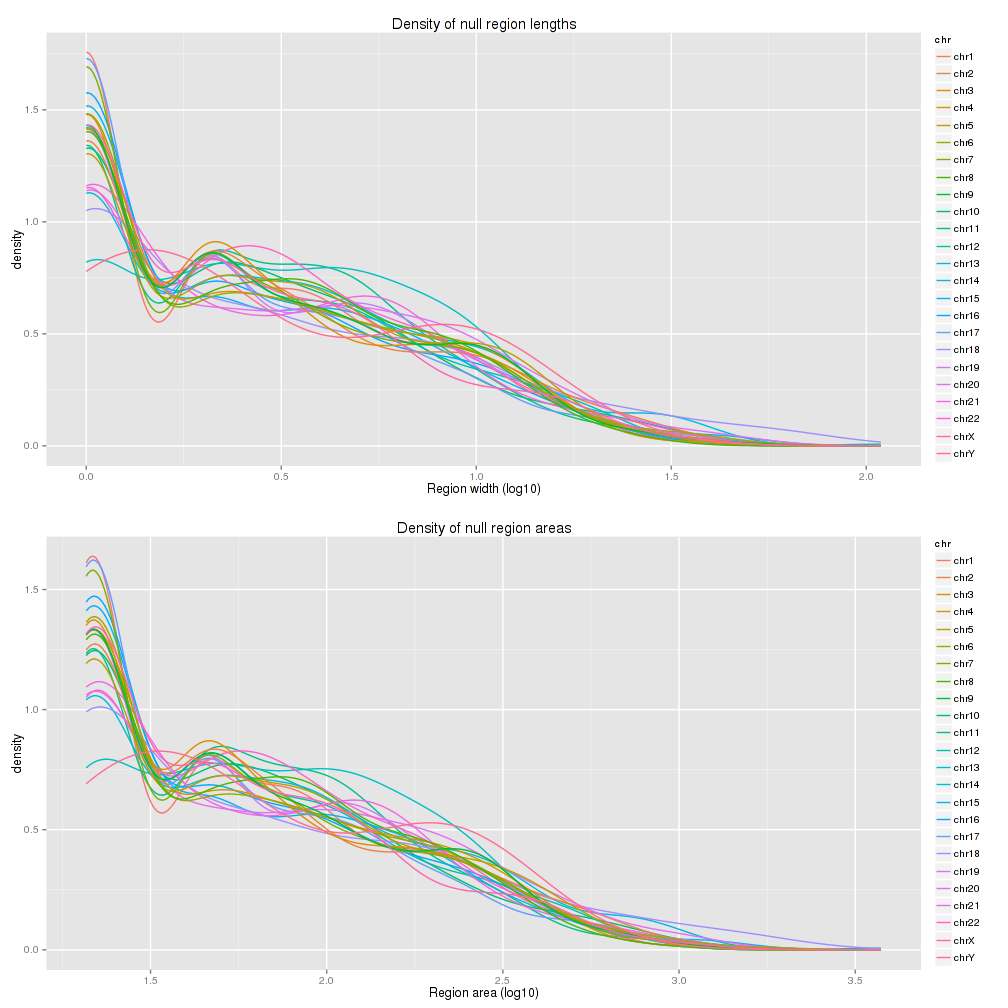 Density of null region lengths
density
1.5
1.0
0.5
0.0
0.0 0.5 1.0 1.5 2.0
Region width (log10)
chr
chr1
chr2
chr3
chr4
chr5
chr6
chr7
chr8
chr9
chr10
chr11
chr12
chr13
chr14
chr15
chr16
chr17
chr18
chr19
chr20
chr21
chr22
chrX
chrY
Density of null region areas
density
1.5
1.0
0.5
0.0
1.5 2.0 2.5 3.0 3.5
Region area (log10)
chr
chr1
chr2
chr3
chr4
chr5
chr6
chr7
chr8
chr9
chr10
chr11
chr12
chr13
chr14
chr15
chr16
chr17
chr18
chr19
chr20
chr21
chr22
chrX
chrY